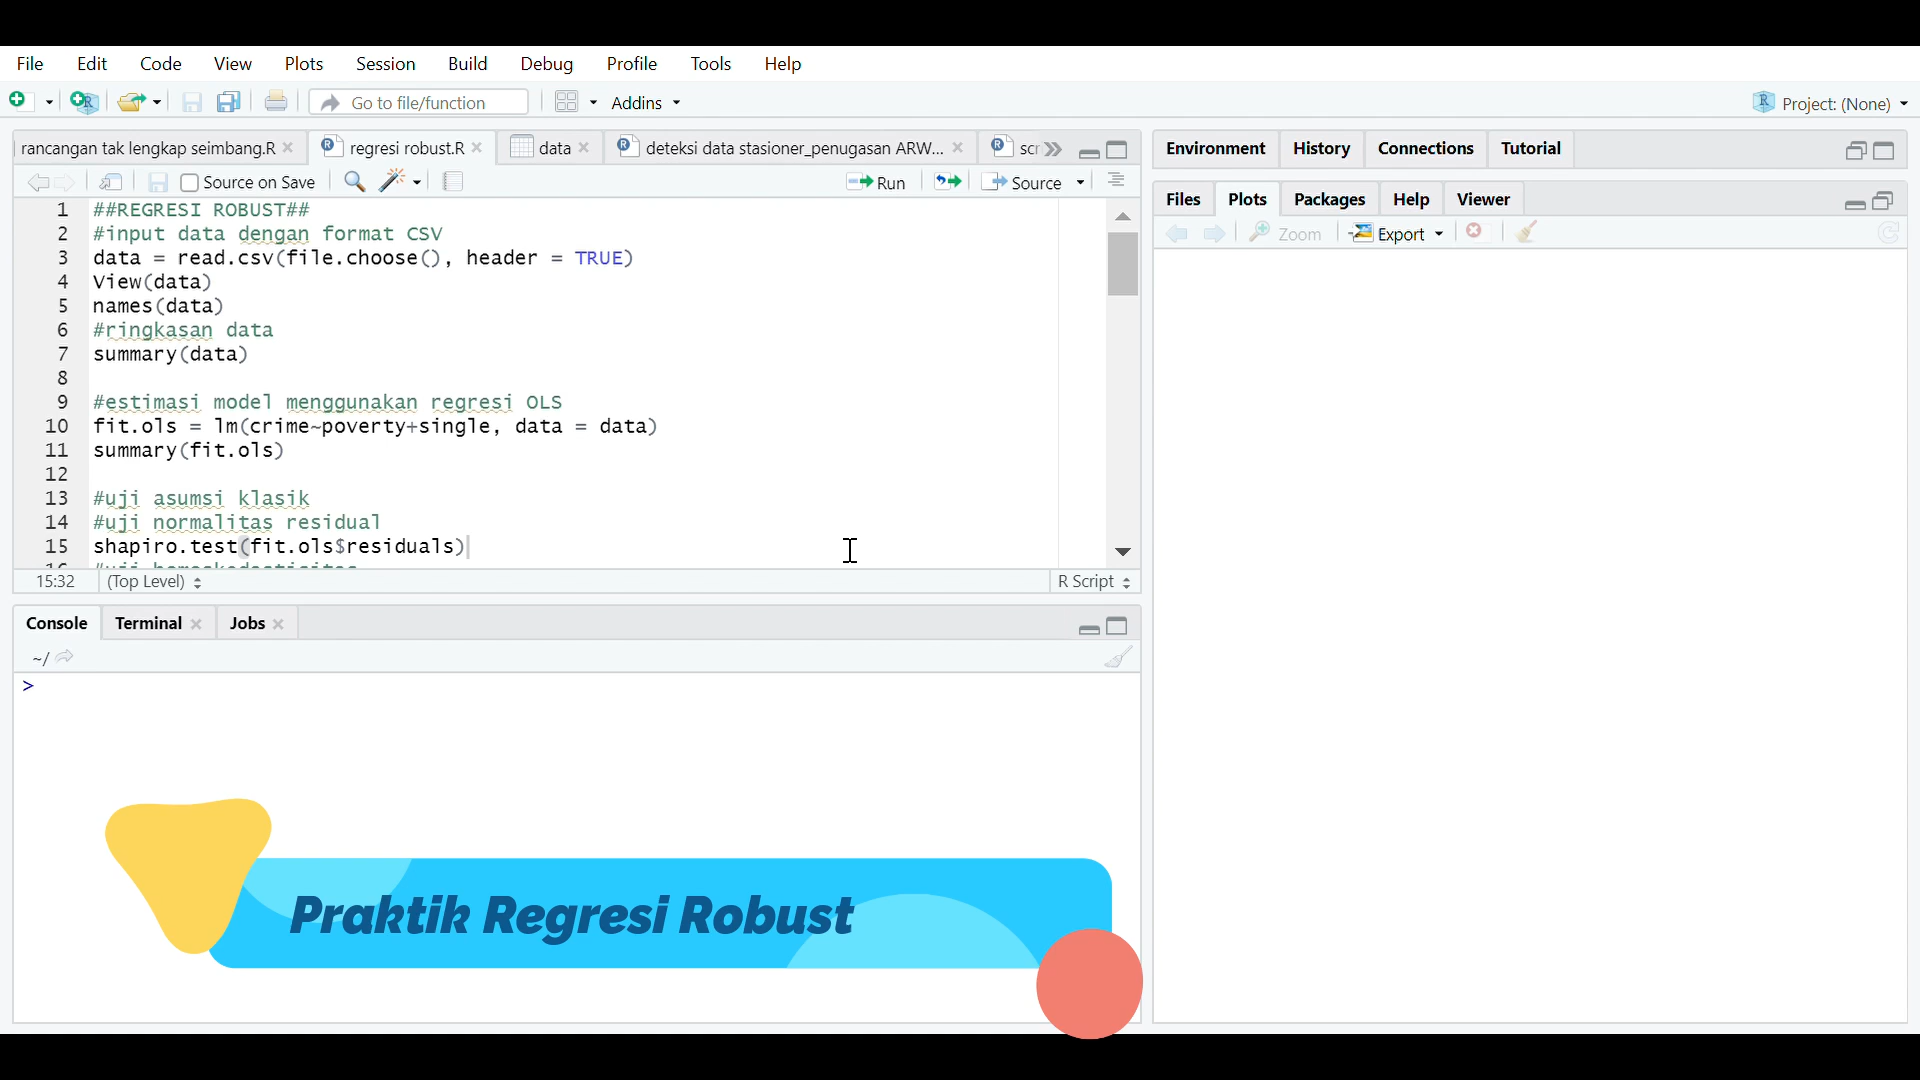 File Edit Code View Plots Session Build Debug Profile Tools Help
Go to file/function Addins Project: (None)
rancangan tak lengkap seimbang.R regresi robust.R data deteksi data stasioner_penugasan ARW... scr
Source on Save Run Source
1 ##REGRESI ROBUST##
2 #input data dengan format CSV
3 data = read.csv(file.choose(), header = TRUE)
4 View(data)
5 names(data)
6 #ringkasan data
7 summary(data)
8
9 #estimasi model menggunakan regresi OLS
10 fit.ols = lm(crime~poverty+single, data = data)
11 summary(fit.ols)
12
13 #uji asumsi klasik
14 #uji normalitas residual
15 shapiro.test(fit.ols$residuals)
15:32 (Top Level) R Script
Console Terminal Jobs
~/
>
Environment History Connections Tutorial
Files Plots Packages Help Viewer
Zoom Export
Praktik Regresi Robust